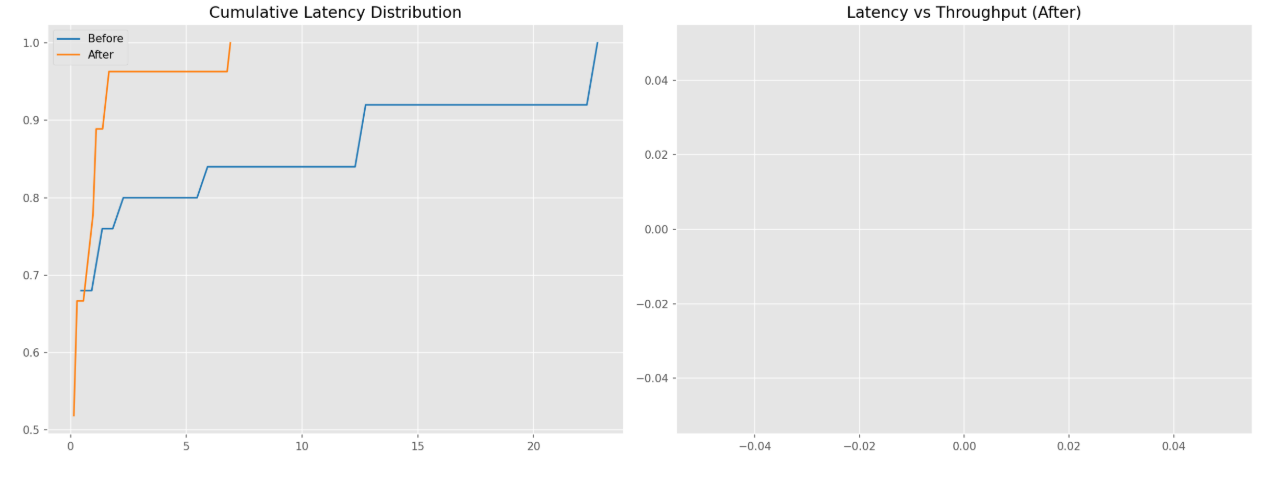 Cumulative Latency Distribution
Before
After
1.0
0.9
0.8
0.7
0.6
0.5
0 5 10 15 20
Latency vs Throughput (After)
0.04
0.02
0.00
−0.02
−0.04
−0.04 −0.02 0.00 0.02 0.04